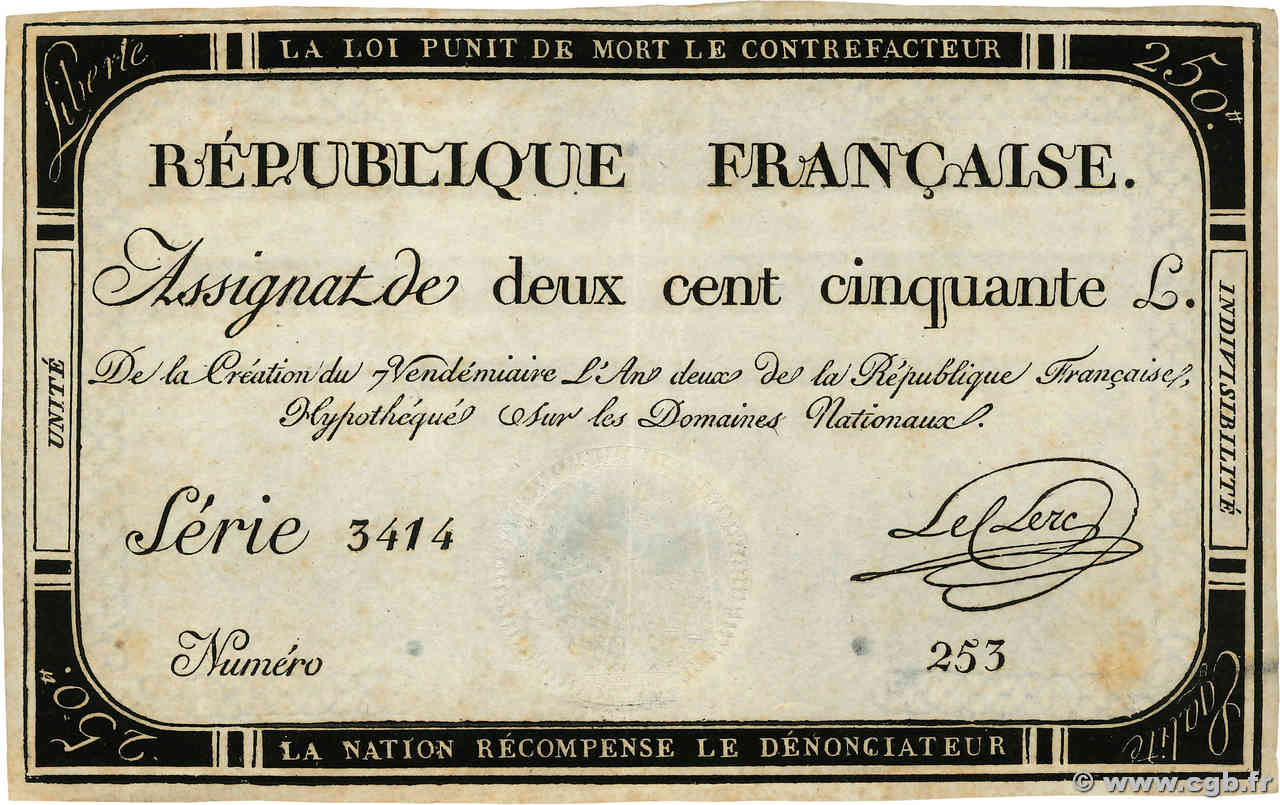 Liberté
LA LOI PUNIT DE MORT LE CONTREFACTEUR
250.#
RÉPUBLIQUE FRANÇAISE.
Assignat de deux cent cinquante L.
De la Création du 7 Vendémiaire L'An deux de la République Française,
Hypothéqué sur les Domaines Nationaux.
UNITÉ
INDIVISIBILITÉ
Série 3414
Le Clerc
Numéro
253
250.#
LA NATION RÉCOMPENSE LE DÉNONCIATEUR
Egalité
© www.cgb.fr